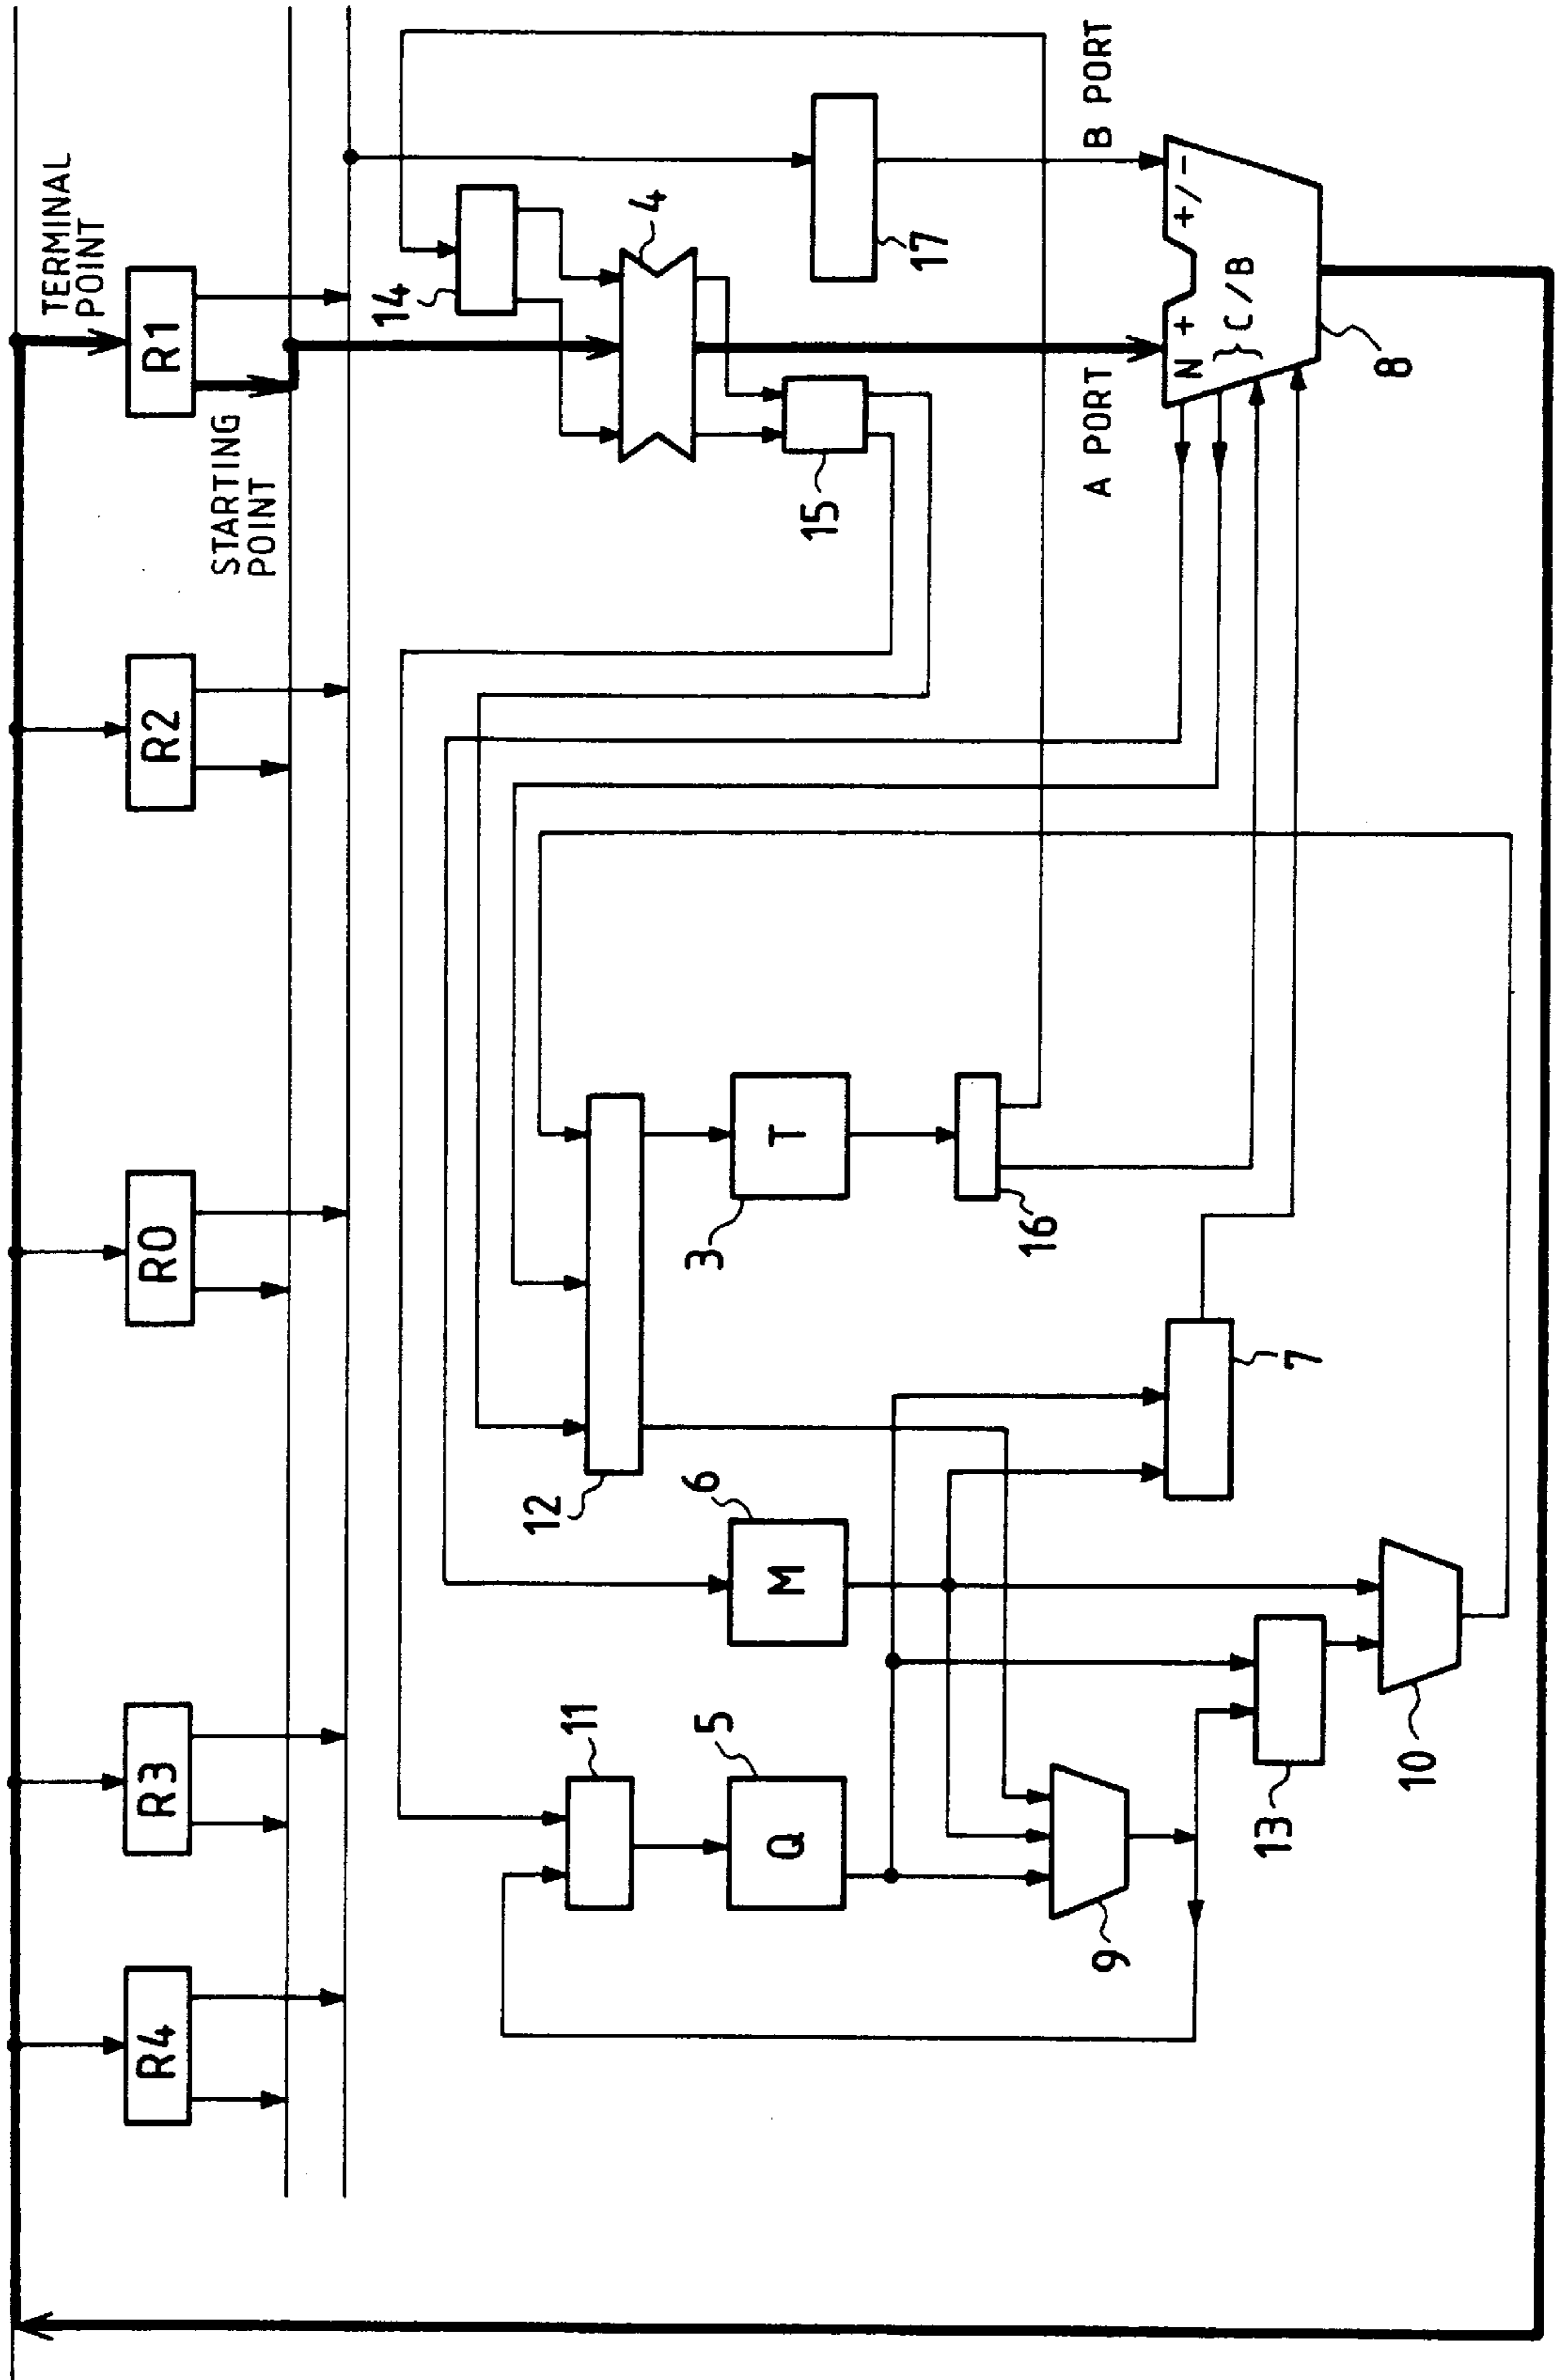 TERMINAL
POINT
R4
R3
R0
R2
R1
STARTING
POINT
14
12
11
4
5
6
3
Q
M
T
15
17
16
9
A PORT
B PORT
N + +/-
} C/B
13
7
10
8